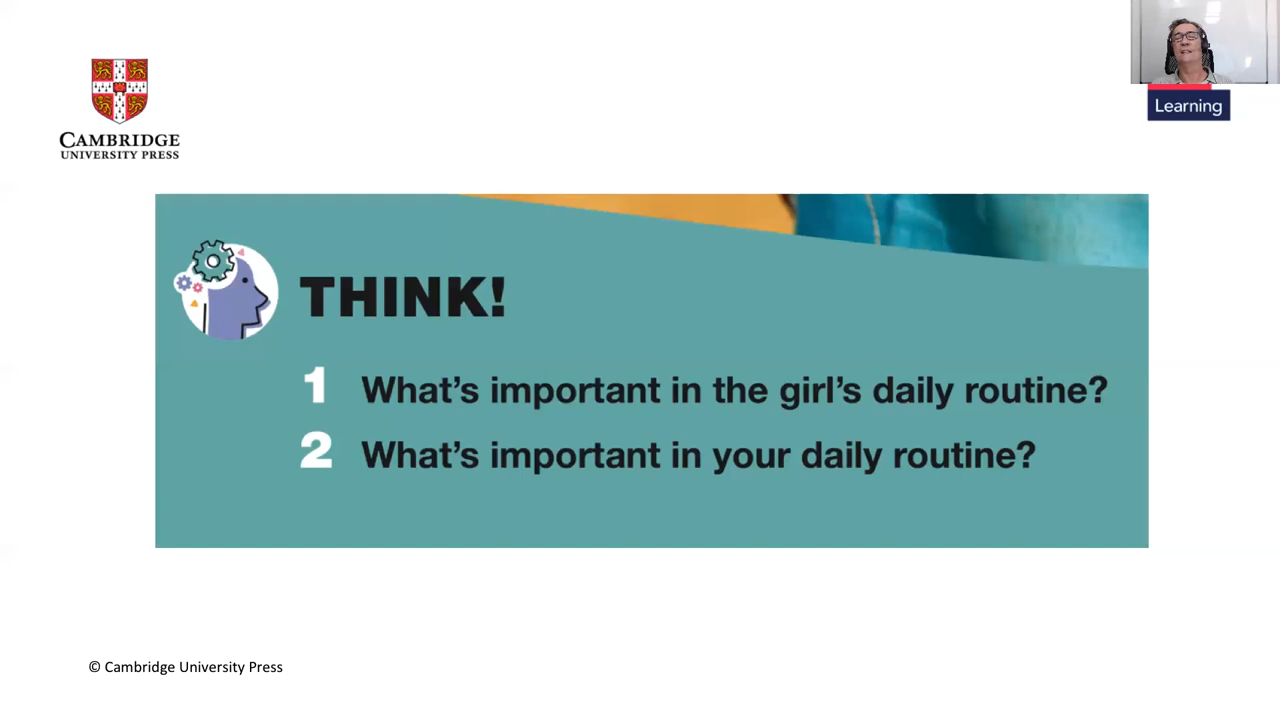 CAMBRIDGE
UNIVERSITY PRESS
Learning
THINK!
1 What's important in the girl's daily routine?
2 What's important in your daily routine?
© Cambridge University Press